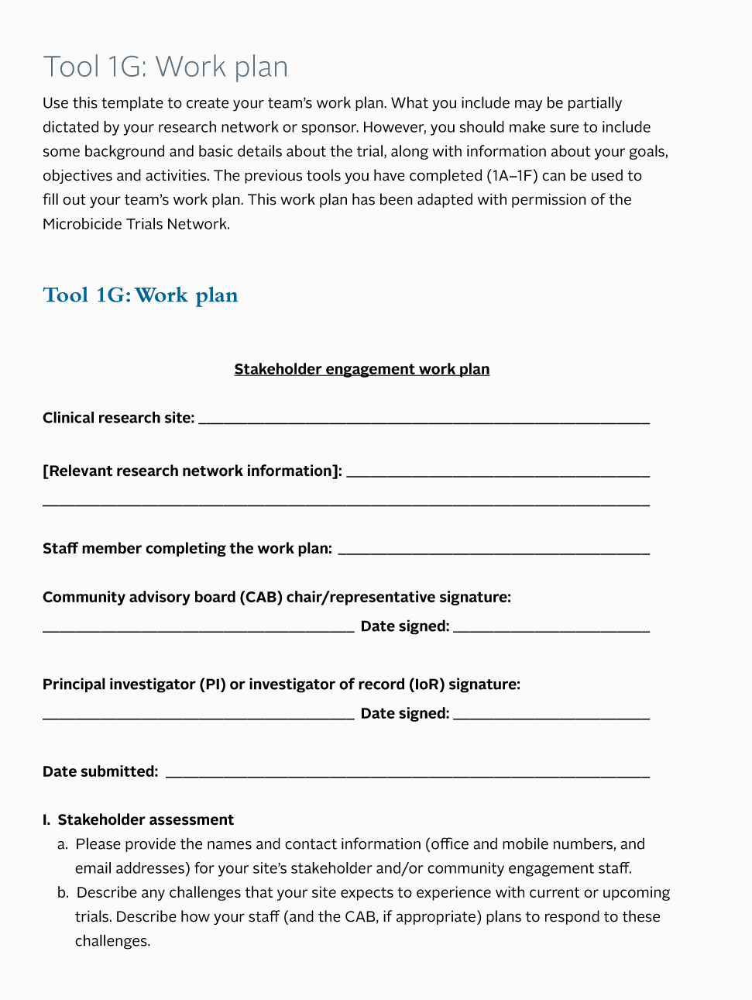 Tool 1G: Work plan
Use this template to create your team’s work plan. What you include may be partially
dictated by your research network or sponsor. However, you should make sure to include
some background and basic details about the trial, along with information about your goals,
objectives and activities. The previous tools you have completed (1A–1F) can be used to
fill out your team’s work plan. This work plan has been adapted with permission of the
Microbicide Trials Network.
Tool 1G: Work plan
Stakeholder engagement work plan
Clinical research site: ______________________________________________________
[Relevant research network information]: ____________________________________
_________________________________________________________________________
Staff member completing the work plan: _____________________________________
Community advisory board (CAB) chair/representative signature:
_____________________________________ Date signed: _______________________
Principal investigator (PI) or investigator of record (IoR) signature:
_____________________________________ Date signed: _______________________
Date submitted: __________________________________________________________
I. Stakeholder assessment
a. Please provide the names and contact information (office and mobile numbers, and
email addresses) for your site’s stakeholder and/or community engagement staff.
b. Describe any challenges that your site expects to experience with current or upcoming
trials. Describe how your staff (and the CAB, if appropriate) plans to respond to these
challenges.